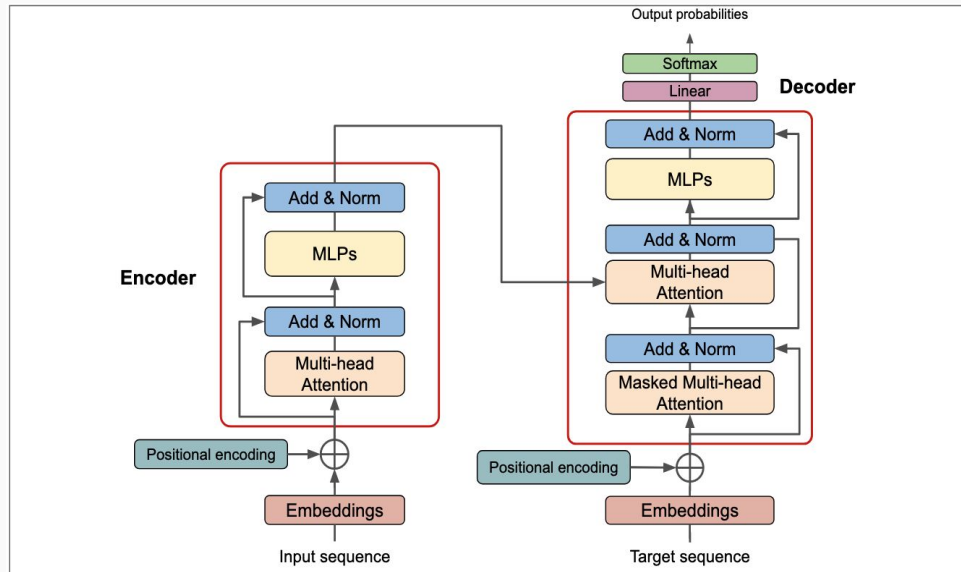 Output probabilities
Softmax
Linear
Decoder
Add & Norm
MLPs
Add & Norm
Multi-head
Attention
Add & Norm
Masked Multi-head
Attention
Positional encoding
Embeddings
Target sequence
Encoder
Add & Norm
MLPs
Add & Norm
Multi-head
Attention
Positional encoding
Embeddings
Input sequence